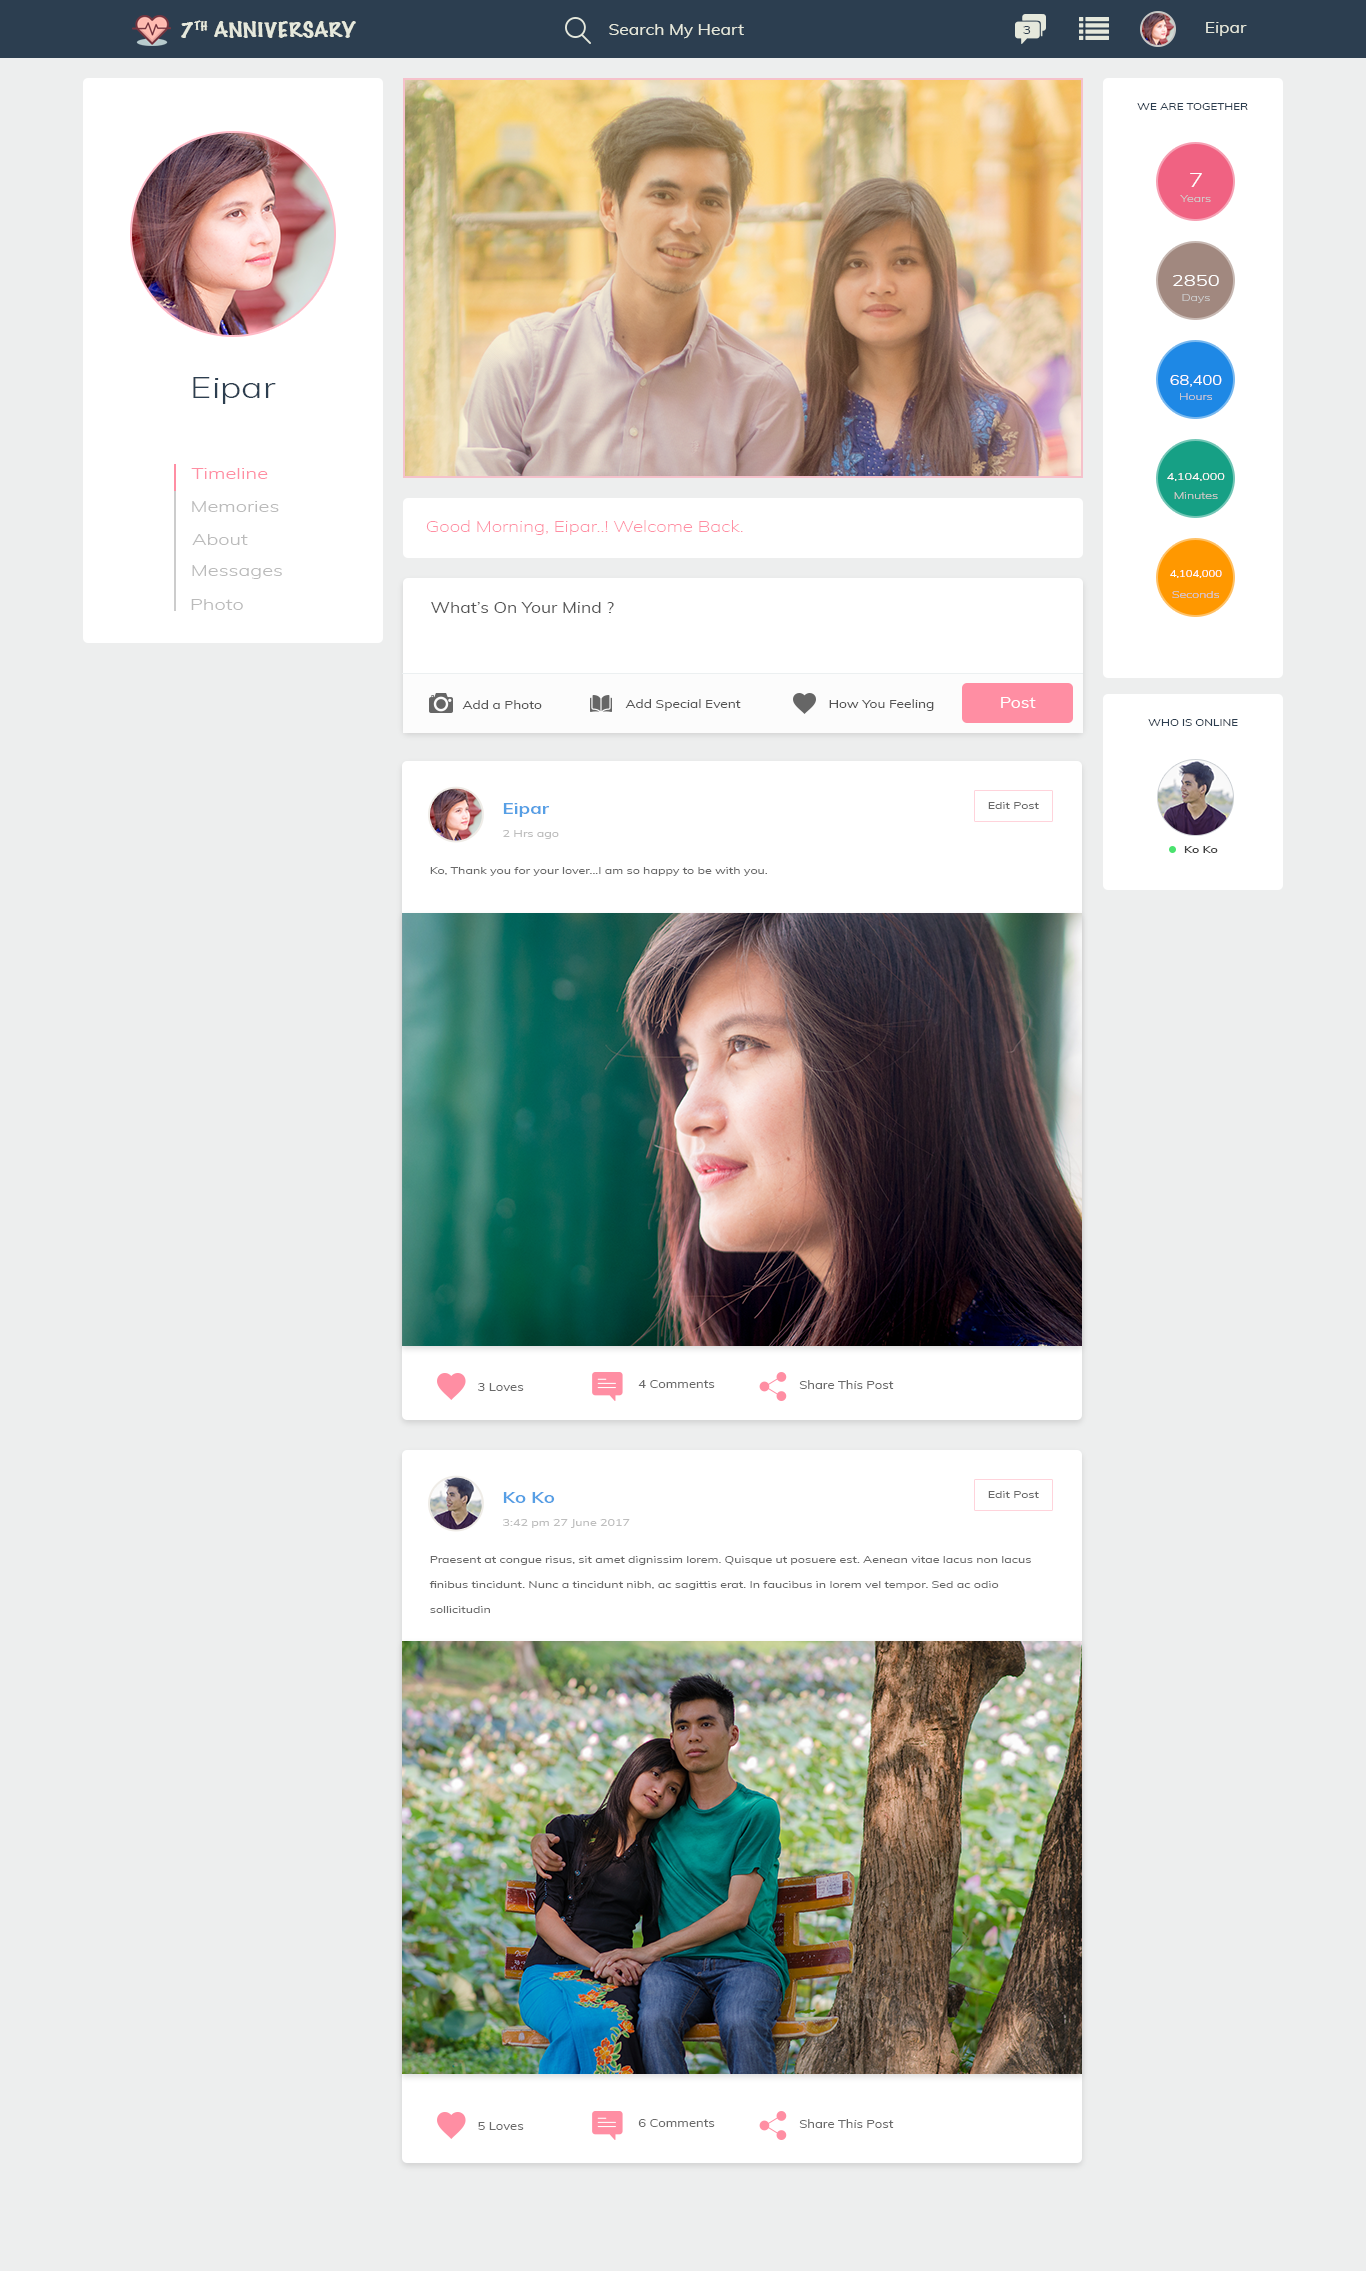 7TH ANNIVERSARY
Search My Heart
3
Eipar
Eipar
Timeline
Memories
About
Messages
Photo
Good Morning, Eipar..! Welcome Back.
What's On Your Mind ?
Add a Photo
Add Special Event
How You Feeling
Post
Eipar
2 Hrs ago
Edit Post
Ko, Thank you for your lover...I am so happy to be with you.
3 Loves
4 Comments
Share This Post
Ko Ko
3:42 pm 27 June 2017
Edit Post
Praesent at congue risus, sit amet dignissim lorem. Quisque ut posuere est. Aenean vitae lacus non lacus
finibus tincidunt. Nunc a tincidunt nibh, ac sagittis erat. In faucibus in lorem vel tempor. Sed ac odio
sollicitudin
5 Loves
6 Comments
Share This Post
WE ARE TOGETHER
7
Years
2850
Days
68,400
Hours
4,104,000
Minutes
4,104,000
Seconds
WHO IS ONLINE
Ko Ko